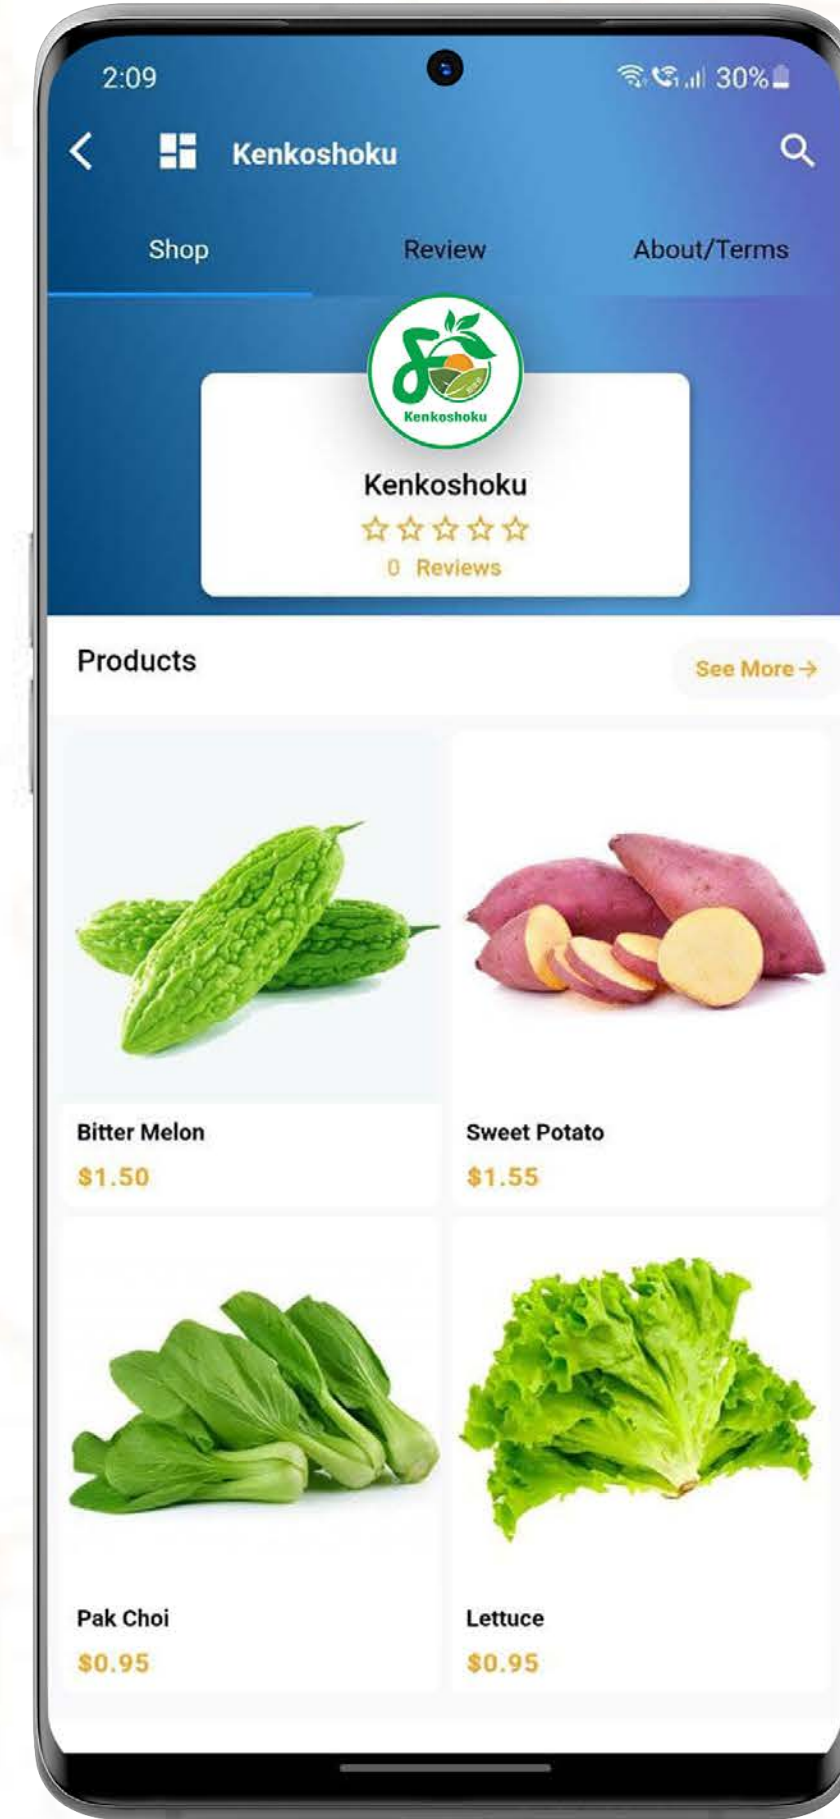 2:09
30%
Kenkoshoku
Shop
Review
About/Terms
Kenkoshoku
Kenkoshoku
0 Reviews
Products
See More
Bitter Melon
$1.50
Sweet Potato
$1.55
Pak Choi
$0.95
Lettuce
$0.95